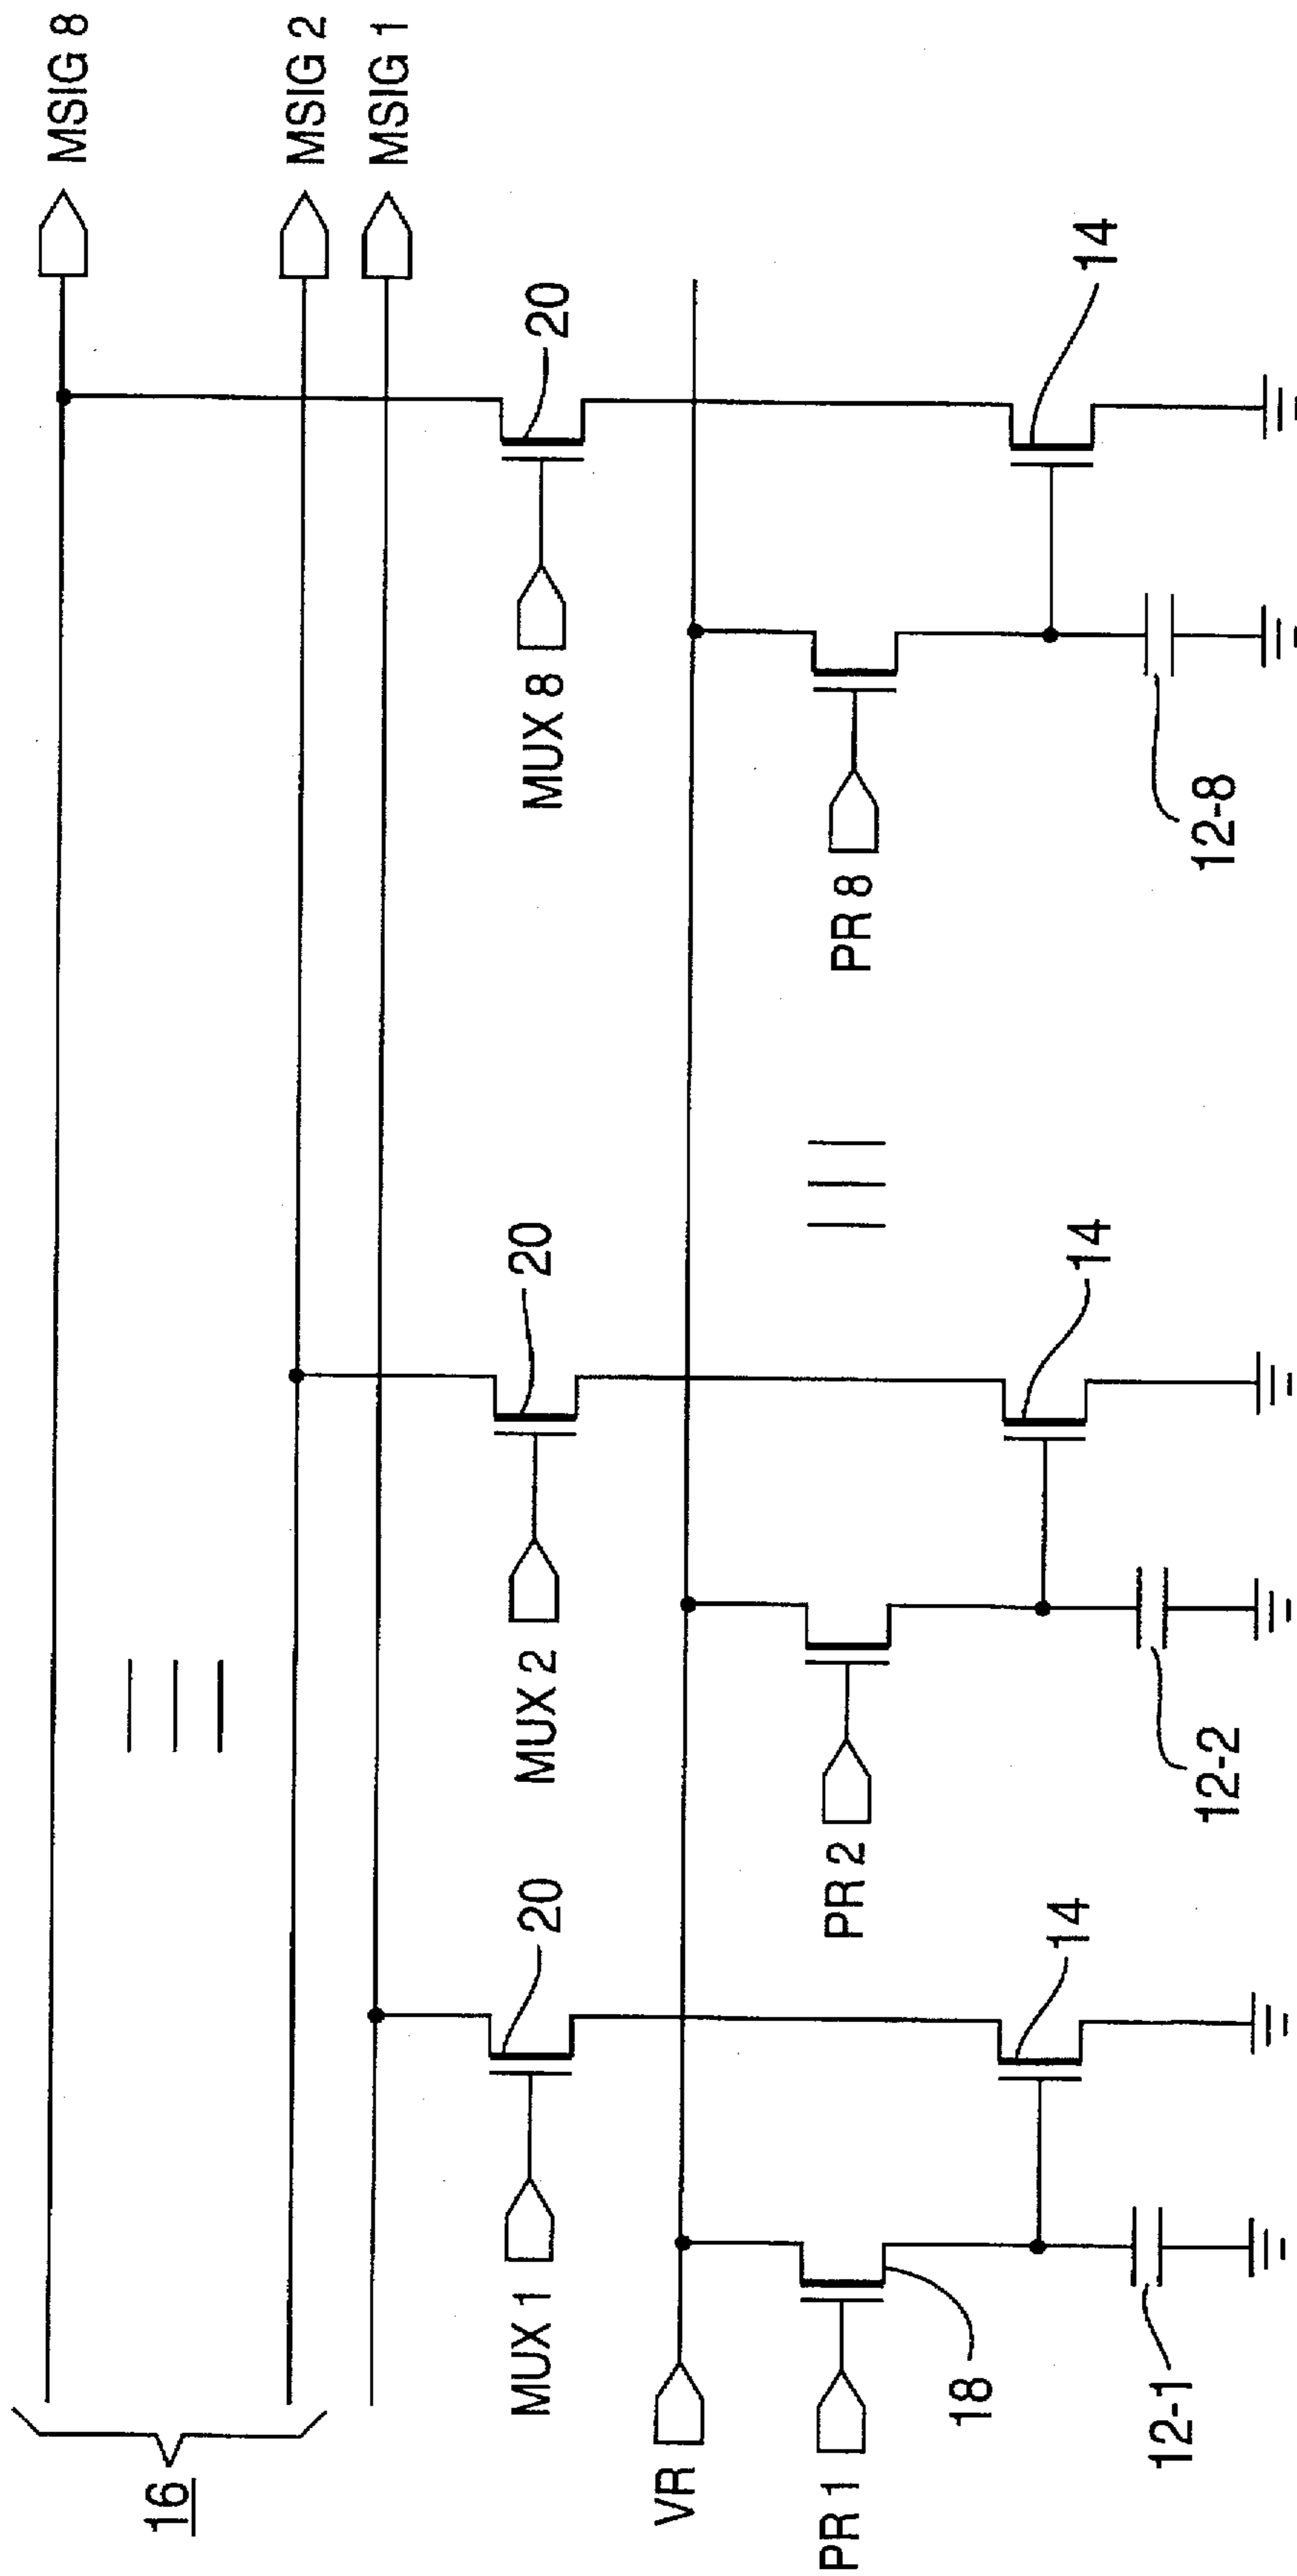 16
MSIG 8
MSIG 2
MSIG 1
MUX 1
20
MUX 2
20
MUX 8
20
VR
PR 1
18
PR 2
PR 8
14
14
14
12-1
12-2
12-8